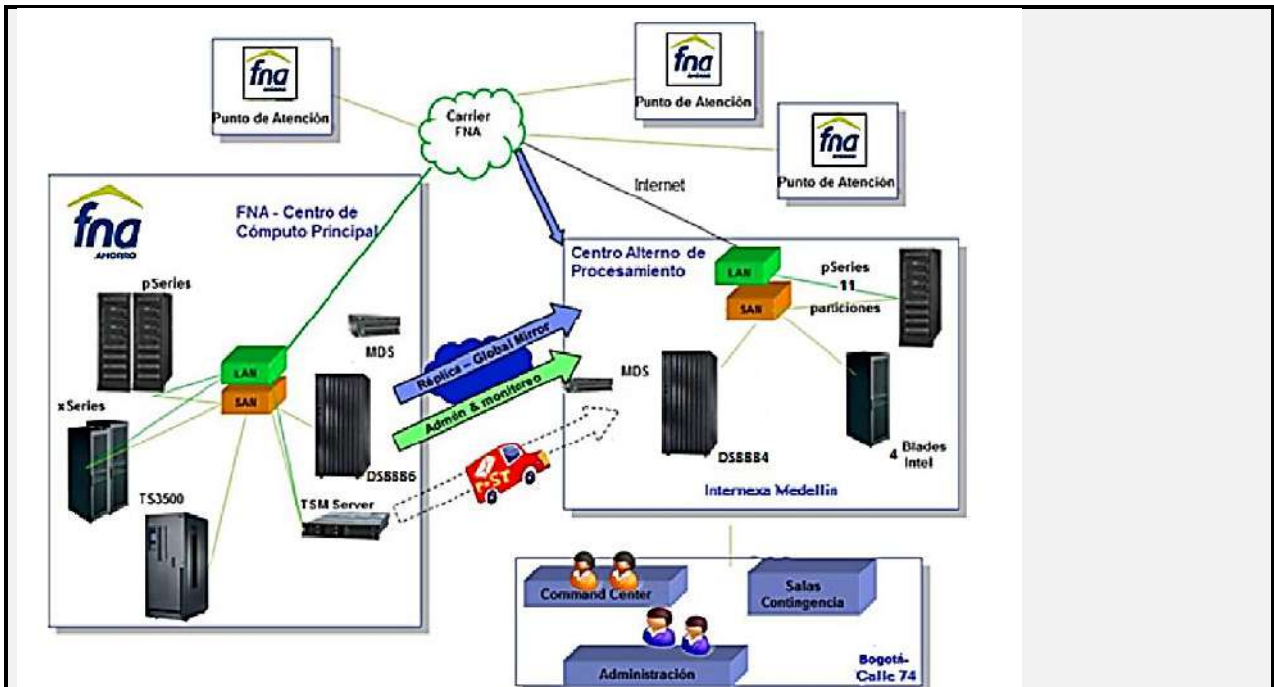 fna
AHORRO
Punto de Atención
Carrier
FNA
fna
Punto de Atención
fna
Punto de Atención
Internet
fna
AHORRO
FNA - Centro de
Cómputo Principal
pSeries
LAN
SAN
MDS
xSeries
DS8886
TS3500
TSM Server
Réplica – Global Mirror
Admón & monitoreo
Centro Alterno de
Procesamiento
LAN
SAN
pSeries
11
particiones
MDS
DS8884
4 Blades
Intel
Internexa Medellín
Command Center
Salas
Contingencia
Administración
Bogotá-
Calle 74